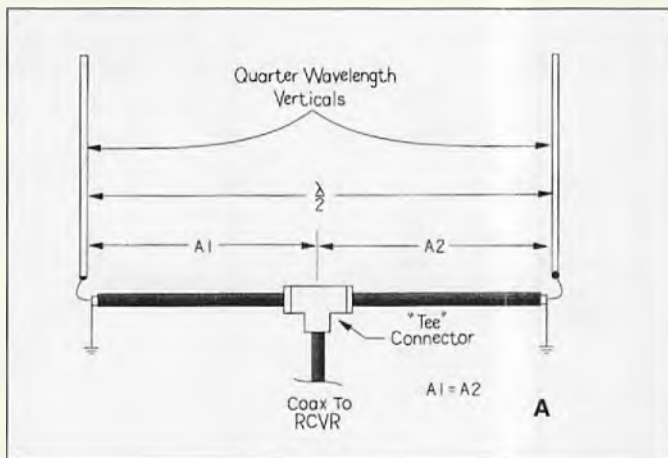 Quarter Wavelength
Verticals
λ
2
A1
A2
"Tee"
Connector
Coax To
RCVR
A1 = A2
A